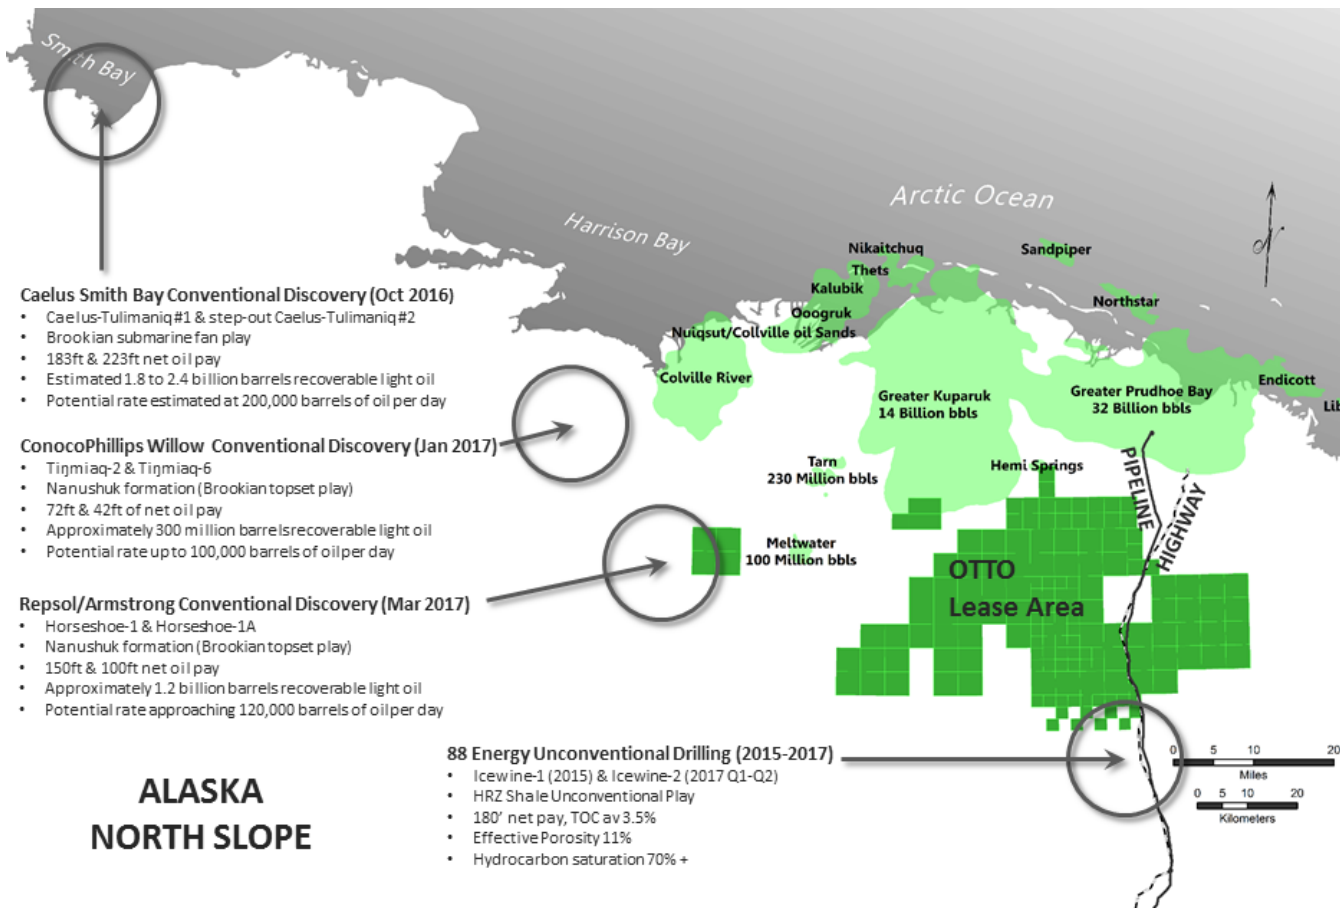 Smith Bay
Arctic Ocean
Harrison Bay
Nikaitchuq
Sandpiper
Thets
Kalubik
Northstar
Ooogruk
Nuiqsut/Collville oil Sands
Colville River
Greater Kuparuk
14 Billion bbls
Greater Prudhoe Bay
32 Billion bbls
Endicott
Lib
Caelus Smith Bay Conventional Discovery (Oct 2016)
• Caelus-Tulimaniq #1 & step-out Caelus-Tulimaniq #2
• Brookian submarine fan play
• 183ft & 223ft net oil pay
• Estimated 1.8 to 2.4 billion barrels recoverable light oil
• Potential rate estimated at 200,000 barrels of oil per day
ConocoPhillips Willow Conventional Discovery (Jan 2017)
• Tiŋmiaq-2 & Tiŋmiaq-6
• Nanushuk formation (Brookian topset play)
• 72ft & 42ft of net oil pay
• Approximately 300 million barrels recoverable light oil
• Potential rate up to 100,000 barrels of oil per day
Tarn
230 Million bbls
Hemi Springs
PIPELINE
HIGHWAY
Meltwater
100 Million bbls
OTTO
Lease Area
Repsol/Armstrong Conventional Discovery (Mar 2017)
• Horseshoe-1 & Horseshoe-1A
• Nanushuk formation (Brookian topset play)
• 150ft & 100ft net oil pay
• Approximately 1.2 billion barrels recoverable light oil
• Potential rate approaching 120,000 barrels of oil per day
88 Energy Unconventional Drilling (2015-2017)
• Icewine-1 (2015) & Icewine-2 (2017 Q1-Q2)
• HRZ Shale Unconventional Play
• 180' net pay, TOC av 3.5%
• Effective Porosity 11%
• Hydrocarbon saturation 70% +
0 5 10 20
Miles
0 5 10 20
Kilometers
ALASKA
NORTH SLOPE